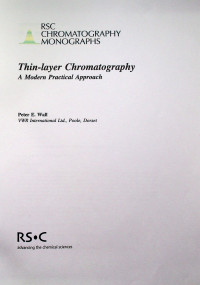 RSC
CHROMATOGRAPHY
MONOGRAPHS
Thin-layer Chromatography
A Modern Practical Approach
Peter E. Wall
VWR International Ltd., Poole, Dorset
RS•C
advancing the chemical sciences